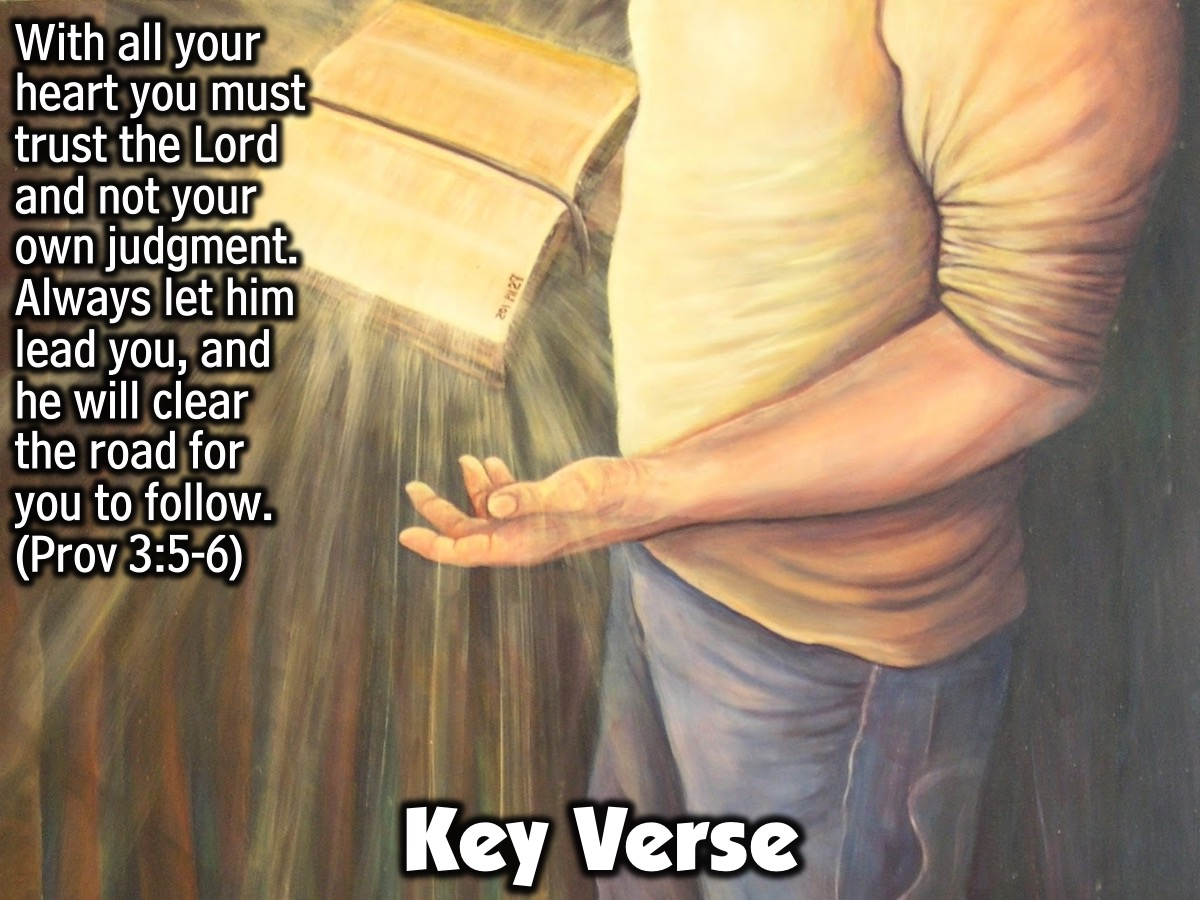 With all your
heart you must
trust the Lord
and not your
own judgment.
Always let him
lead you, and
he will clear
the road for
you to follow.
(Prov 3:5-6)
Key Verse